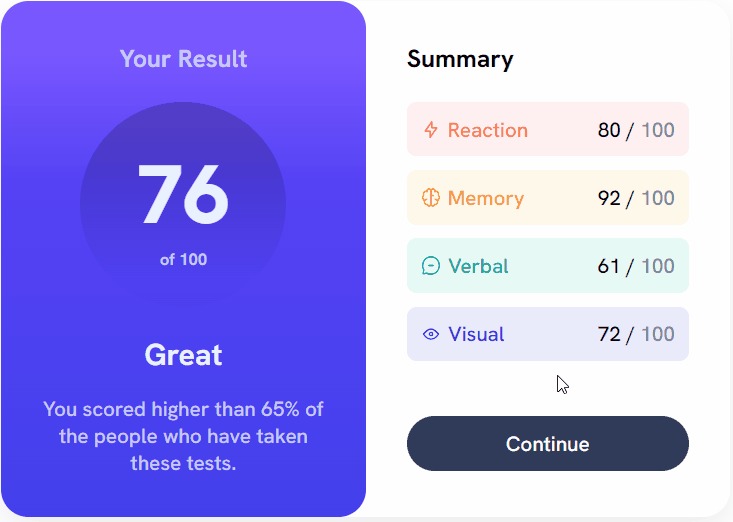 Your Result
76
of 100
Great
You scored higher than 65% of
the people who have taken
these tests.
Summary
Reaction 80 / 100
Memory 92 / 100
Verbal 61 / 100
Visual 72 / 100
Continue